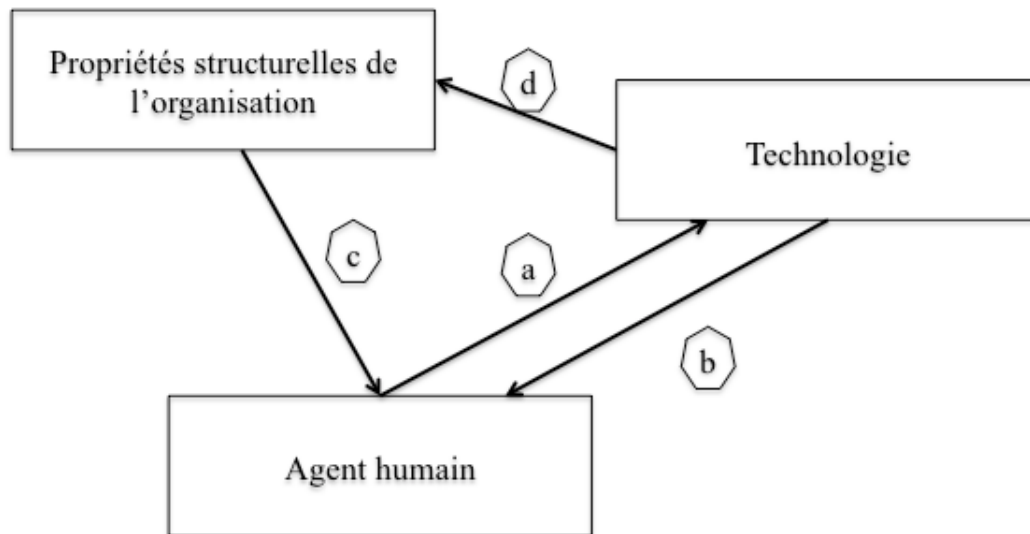 Propriétés structurelles de
l’organisation
d
Technologie
c
a
b
Agent humain